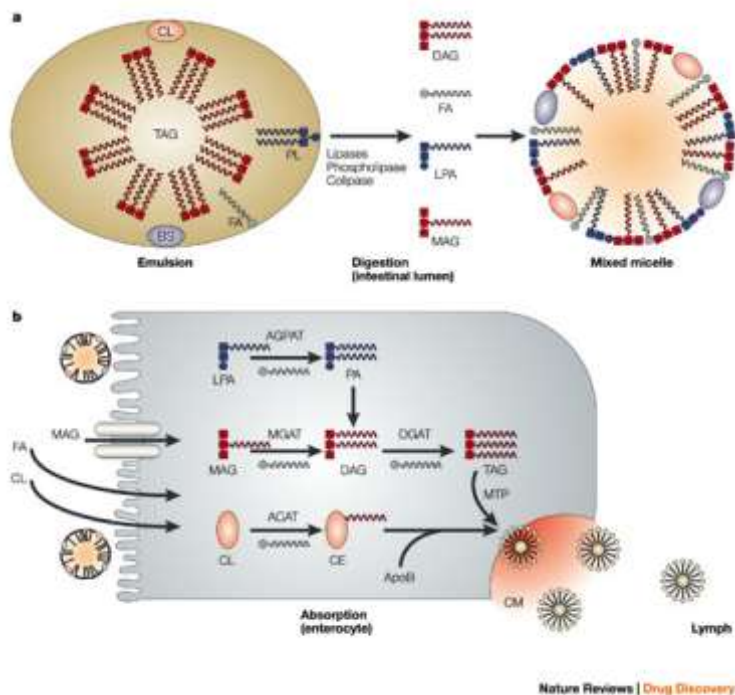 a
CL
TAG
PL
FA
BS
Emulsion
Lipases
Phospholipase
Colipase
DAG
FA
LPA
MAG
Digestion
(intestinal lumen)
Mixed micelle
b
MAG
FA
CL
AGPAT
LPA
PA
MGAT
DGAT
MAG
DAG
TAG
MTP
ACAT
CL
CE
ApoB
CM
Absorption
(enterocyte)
Lymph
Nature Reviews | Drug Discovery